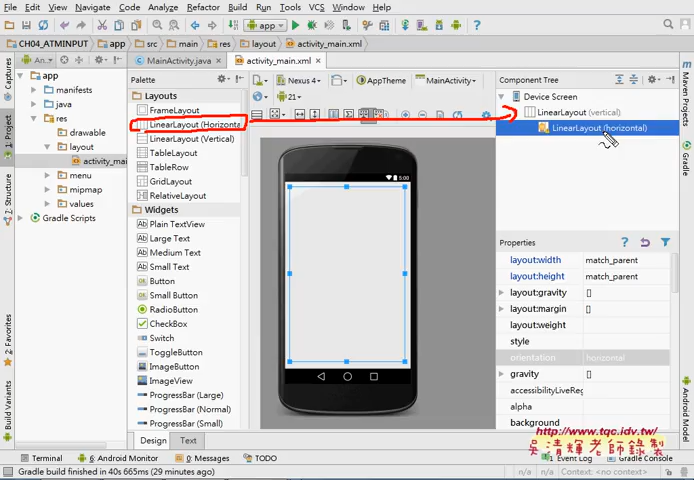 File Edit View Navigate Code Analyze Refactor Build Run Tools VCS Window Help
app
CH04_ATMINPUT app src main res layout activity_main.xml
An...
MainActivity.java × activity_main.xml ×
Captures
1: Project
7: Structure
2: Favorites
Build Variants
app
manifests
java
res
drawable
layout
activity_mai
menu
mipmap
values
Gradle Scripts
Palette
Layouts
FrameLayout
LinearLayout (Horizonta
LinearLayout (Vertical)
TableLayout
TableRow
GridLayout
RelativeLayout
Widgets
Plain TextView
Large Text
Medium Text
Small Text
Button
Small Button
RadioButton
CheckBox
Switch
ToggleButton
ImageButton
ImageView
ProgressBar (Large)
ProgressBar (Normal)
ProgressBar (Small)
Nexus 4 AppTheme MainActivity
21
5:00
Component Tree
Device Screen
LinearLayout (vertical)
LinearLayout (horizontal)
Properties
layout:width match_parent
layout:height match_parent
layout:gravity []
layout:margin []
layout:weight
style
orientation horizontal
gravity []
accessibilityLiveReg
alpha
background
Maven Projects
Gradle
Android Model
Design Text
http://www.tqc.idv.tw/
吳清輝老師錄製
Terminal 6: Android 0: Messages TODO
1 Event Log Gradle Console
Gradle build finished in 40s 665ms (29 minutes ago)
n/a n/a Context: <no context>